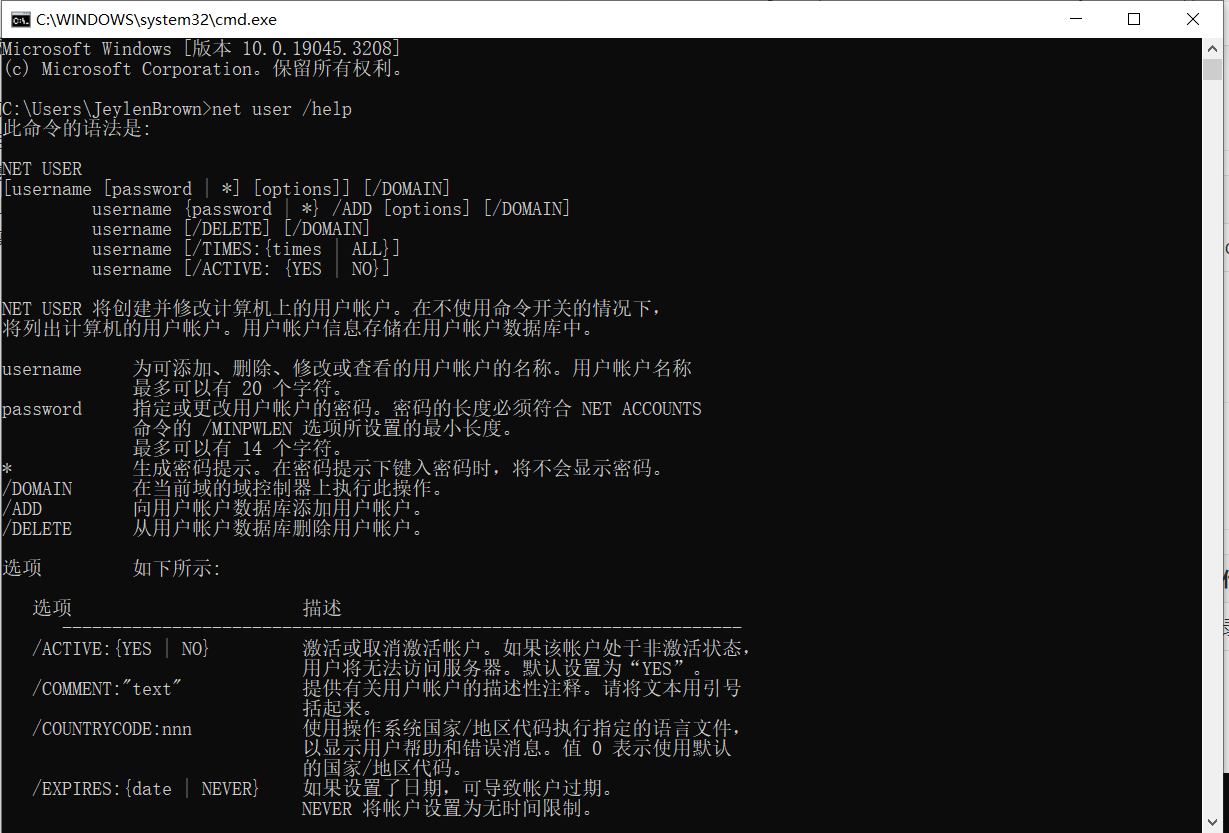 C:\WINDOWS\system32\cmd.exe
Microsoft Windows [版本 10.0.19045.3208]
(c) Microsoft Corporation。保留所有权利。
C:\Users\JeylenBrown>net user /help
此命令的语法是:
NET USER
[username [password | *] [options]] [/DOMAIN]
username {password | *} /ADD [options] [/DOMAIN]
username [/DELETE] [/DOMAIN]
username [/TIMES:{times | ALL}]
username [/ACTIVE: {YES | NO}]
NET USER 将创建并修改计算机上的用户帐户。在不使用命令开关的情况下，
将列出计算机的用户帐户。用户帐户信息存储在用户帐户数据库中。
username 为可添加、删除、修改或查看的用户帐户的名称。用户帐户名称
最多可以有 20 个字符。
password 指定或更改用户帐户的密码。密码的长度必须符合 NET ACCOUNTS
命令的 /MINPWLEN 选项所设置的最小长度。
最多可以有 14 个字符。
* 生成密码提示。在密码提示下键入密码时，将不会显示密码。
/DOMAIN 在当前域的域控制器上执行此操作。
/ADD 向用户帐户数据库添加用户帐户。
/DELETE 从用户帐户数据库删除用户帐户。
选项 如下所示:
选项 描述
--------------------------------------------------------------------
/ACTIVE:{YES | NO} 激活或取消激活帐户。如果该帐户处于非激活状态，
用户将无法访问服务器。默认设置为“YES”。
/COMMENT:"text" 提供有关用户帐户的描述性注释。请将文本用引号
括起来。
/COUNTRYCODE:nnn 使用操作系统国家/地区代码执行指定的语言文件，
以显示用户帮助和错误消息。值 0 表示使用默认
的国家/地区代码。
/EXPIRES:{date | NEVER} 如果设置了日期，可导致帐户过期。
NEVER 将帐户设置为无时间限制。